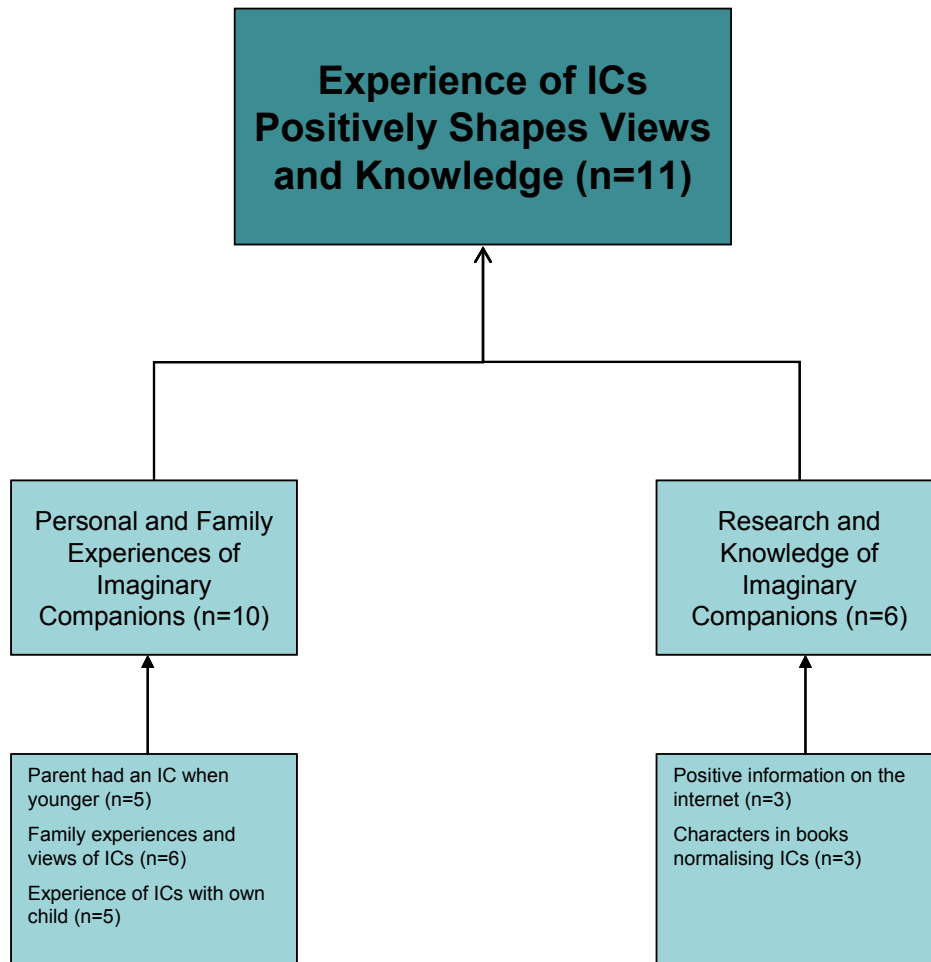 Experience of ICs
Positively Shapes Views
and Knowledge (n=11)
Personal and Family
Experiences of
Imaginary
Companions (n=10)
Research and
Knowledge of
Imaginary
Companions (n=6)
Parent had an IC when
younger (n=5)
Family experiences and
views of ICs (n=6)
Experience of ICs with own
child (n=5)
Positive information on the
internet (n=3)
Characters in books
normalising ICs (n=3)